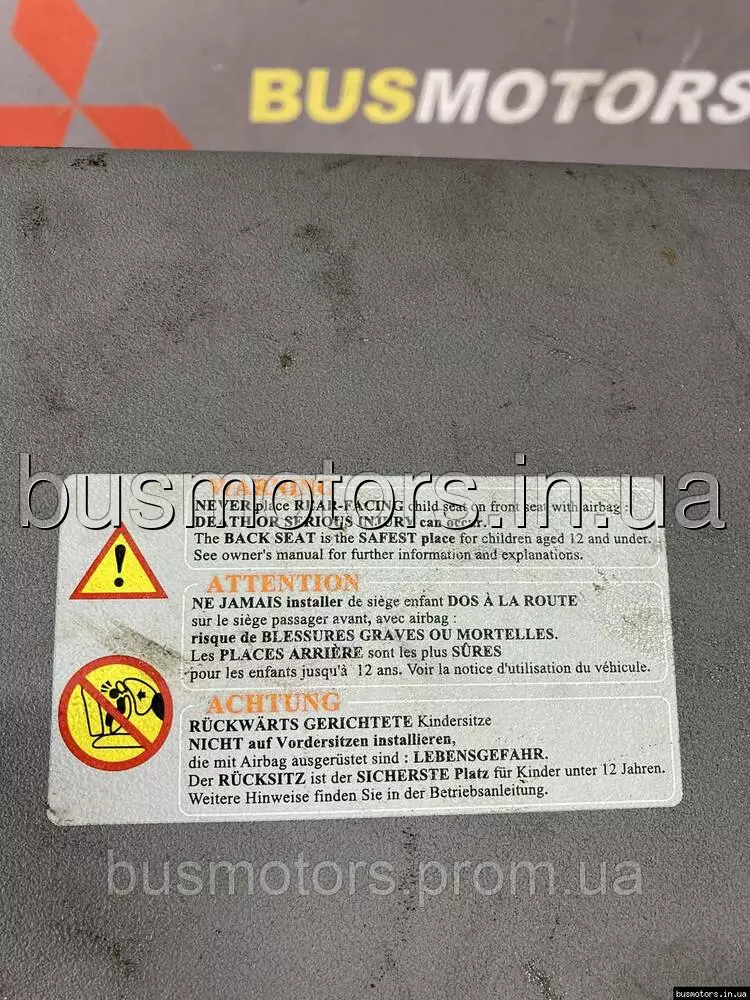 BUSMOTORS
busmotors.in.ua
WARNING
NEVER place REAR-FACING child seat on front seat with airbag :
DEATH OR SERIOUS INJURY can occur.
The BACK SEAT is the SAFEST place for children aged 12 and under.
See owner's manual for further information and explanations.
ATTENTION
NE JAMAIS installer de siège enfant DOS À LA ROUTE
sur le siège passager avant, avec airbag :
risque de BLESSURES GRAVES OU MORTELLES.
Les PLACES ARRIÈRE sont les plus SÛRES
pour les enfants jusqu'à 12 ans. Voir la notice d'utilisation du véhicule.
ACHTUNG
RÜCKWÄRTS GERICHTETE Kindersitze
NICHT auf Vordersitzen installieren,
die mit Airbag ausgerüstet sind : LEBENSGEFAHR.
Der RÜCKSITZ ist der SICHERSTE Platz für Kinder unter 12 Jahren.
Weitere Hinweise finden Sie in der Betriebsanleitung.
busmotors.prom.ua
busmotors.in.ua